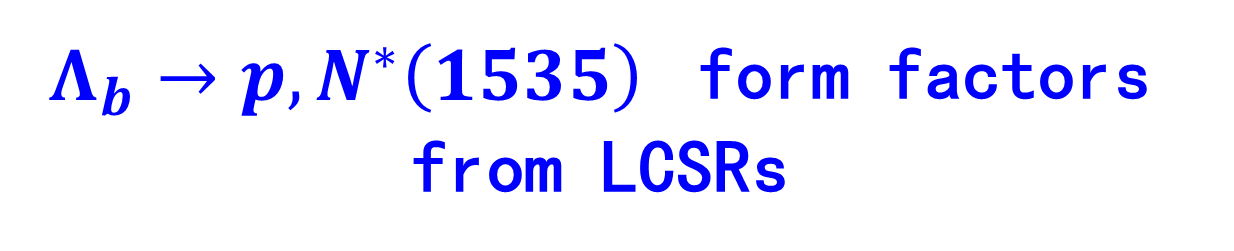 Λ_b → p, N*(1535) form factors
from LCSRs